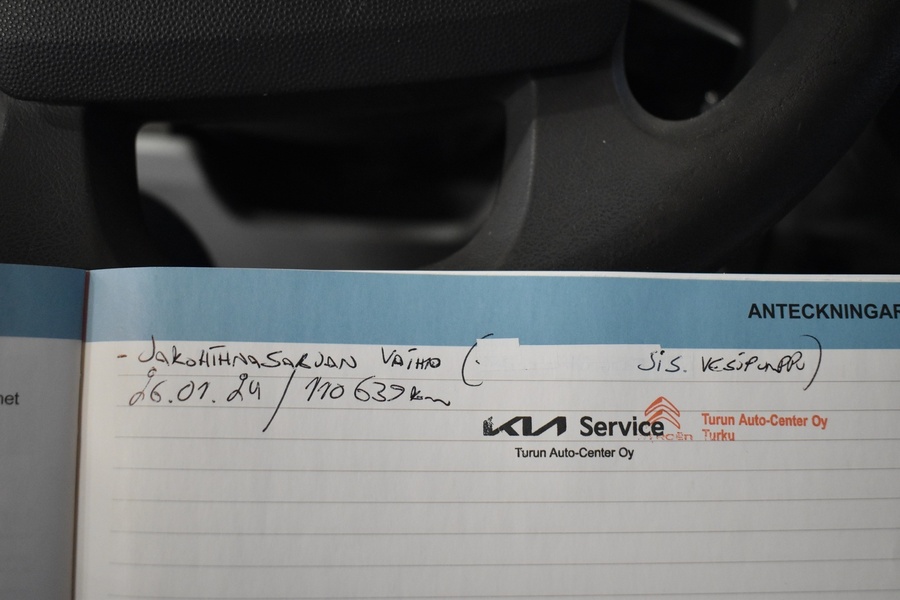 ANTECKNINGAR
- JAKOHIHNASARJAN VAIHTO ( SIS. VESIPUMPPU)
26.01.24 / 110 639 km
KIA Service
Turun Auto-Center Oy
Turun Auto-Center Oy
Turku